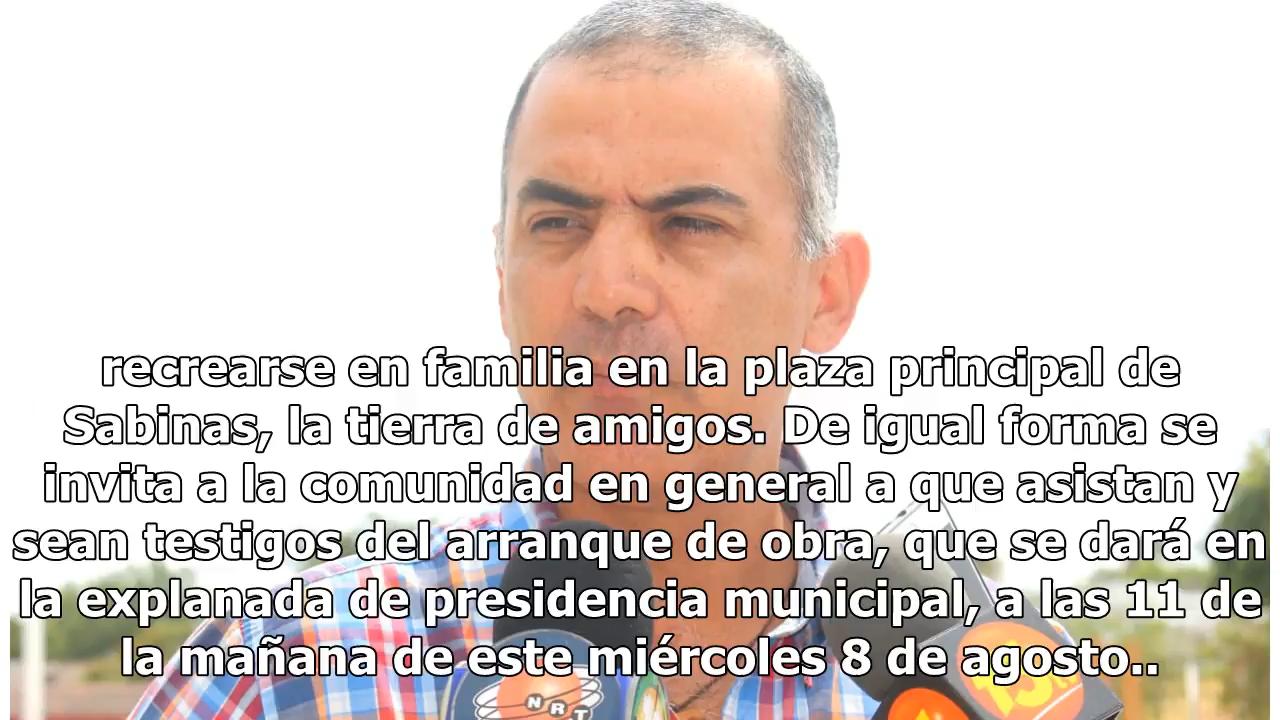 recrearse en familia en la plaza principal de
Sabinas, la tierra de amigos. De igual forma se
invita a la comunidad en general a que asistan y
sean testigos del arranque de obra, que se dará en
la explanada de presidencia municipal, a las 11 de
la mañana de este miércoles 8 de agosto..
NRT